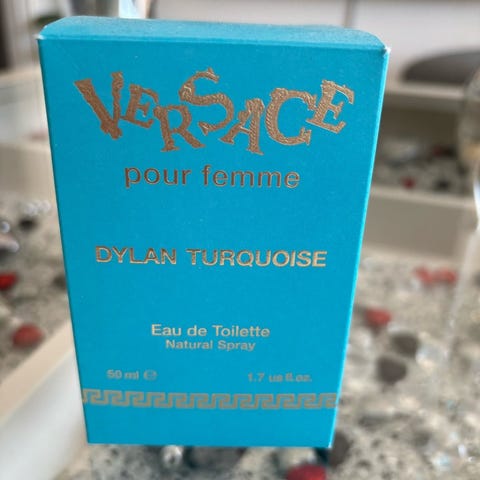 VERSACE
pour femme
DYLAN TURQUOISE
Eau de Toilette
Natural Spray
50 ml ℮ 1.7 us fl.oz.